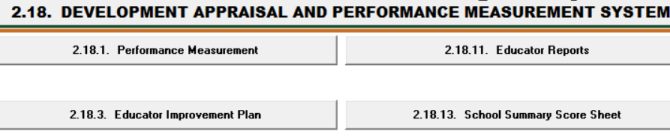 2.18. DEVELOPMENT APPRAISAL AND PERFORMANCE MEASUREMENT SYSTEM
2.18.1. Performance Measurement
2.18.11. Educator Reports
2.18.3. Educator Improvement Plan
2.18.13. School Summary Score Sheet